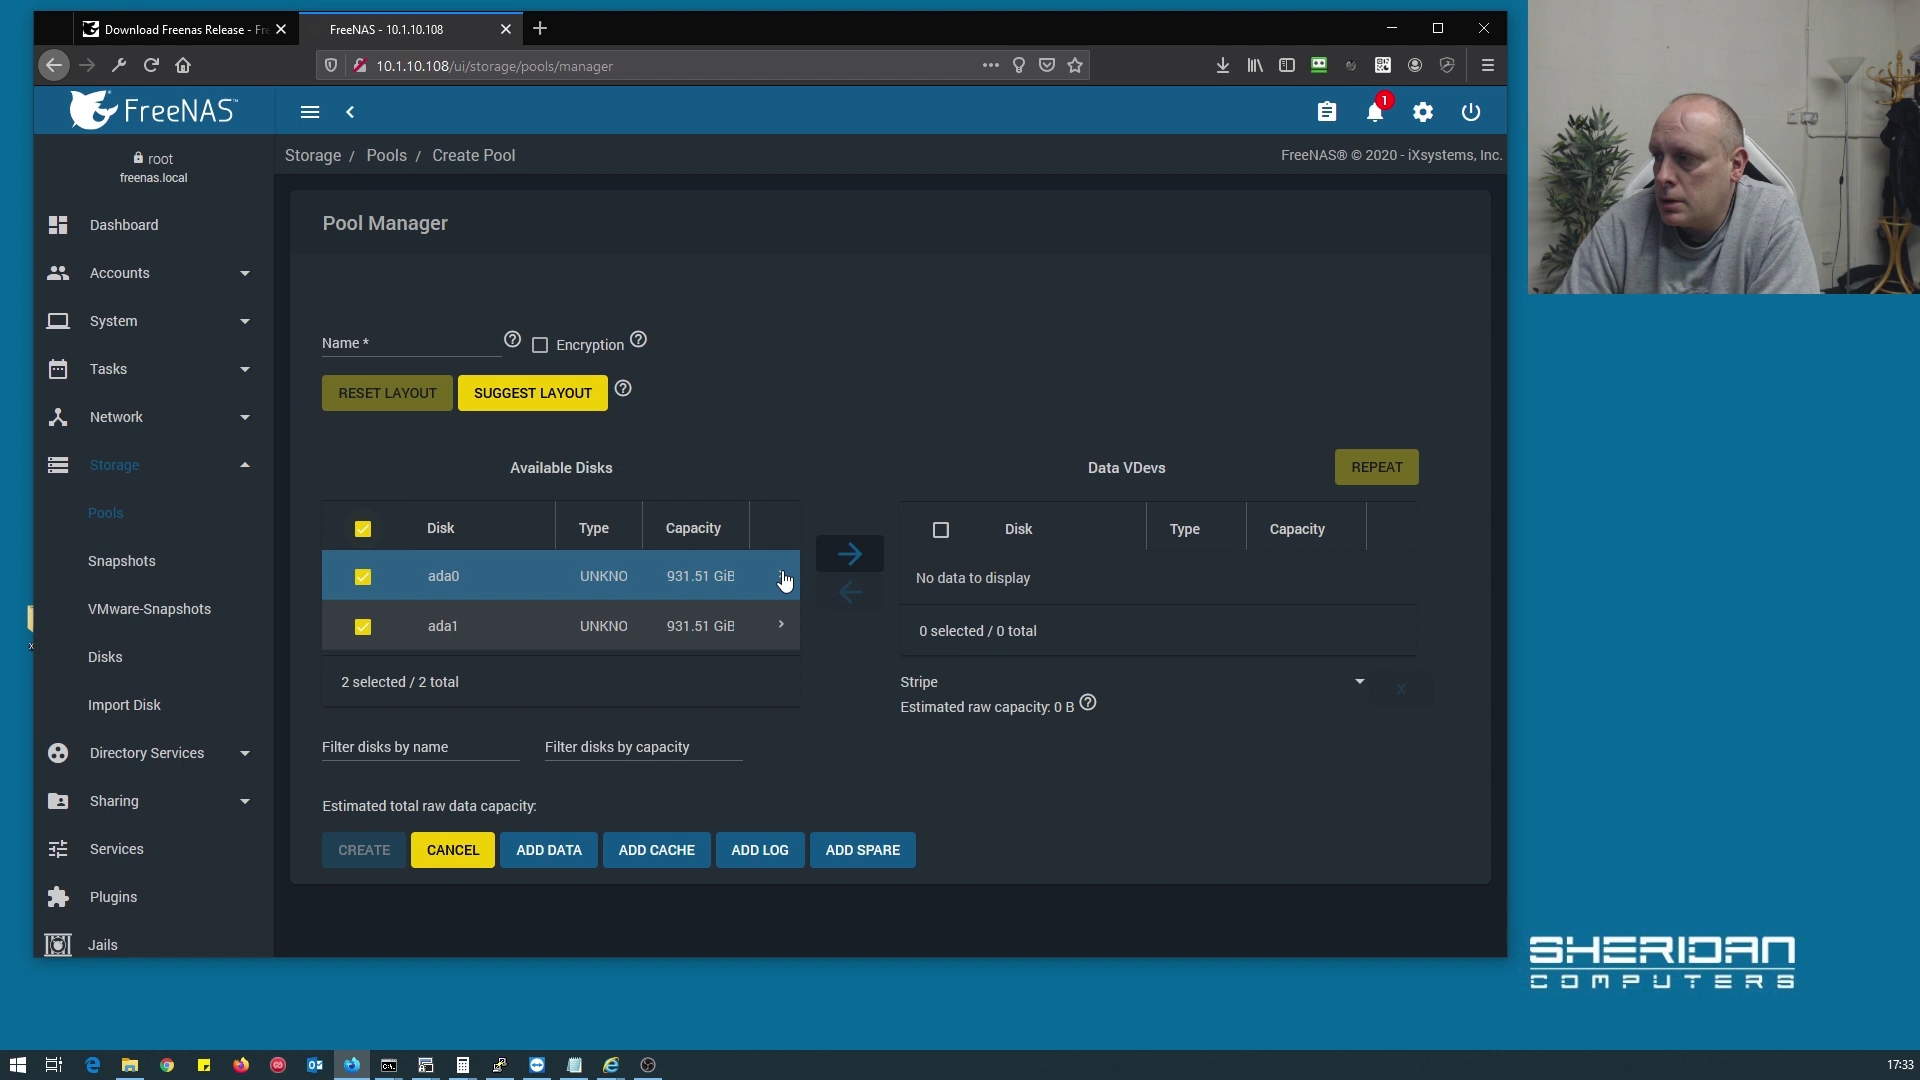 Download Freenas Release - Fre
FreeNAS - 10.1.10.108
10.1.10.108/ui/storage/pools/manager
FreeNAS™
1
root
freenas.local
Storage / Pools / Create Pool
FreeNAS® © 2020 - iXsystems, Inc.
Dashboard
Accounts
System
Tasks
Network
Storage
Pools
Snapshots
VMware-Snapshots
Disks
Import Disk
Directory Services
Sharing
Services
Plugins
Jails
Pool Manager
Name *
Encryption
RESET LAYOUT
SUGGEST LAYOUT
Available Disks
Disk Type Capacity
ada0 UNKNO 931.51 GiB
ada1 UNKNO 931.51 GiB
2 selected / 2 total
Filter disks by name
Filter disks by capacity
Data VDevs
REPEAT
Disk Type Capacity
No data to display
0 selected / 0 total
Stripe
X
Estimated raw capacity: 0 B
Estimated total raw data capacity:
CREATE CANCEL ADD DATA ADD CACHE ADD LOG ADD SPARE
SHERIDAN
COMPUTERS
17:33